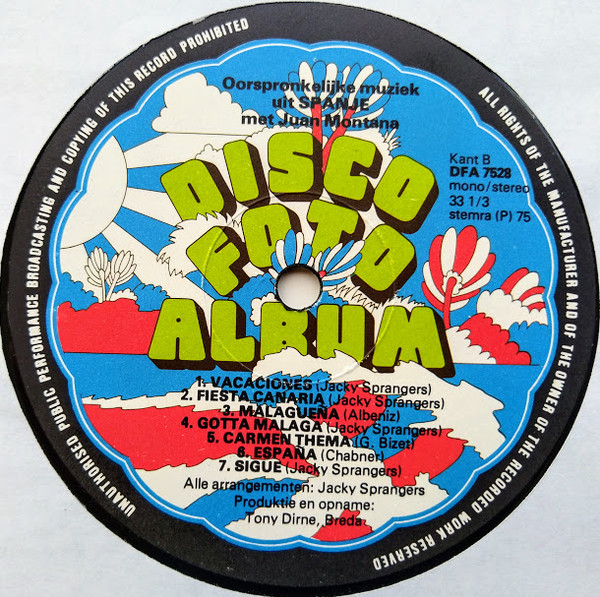 UNAUTHORISED PUBLIC PERFORMANCE BROADCASTING AND COPYING OF THIS RECORD PROHIBITED
ALL RIGHTS OF THE MANUFACTURER AND OF THE OWNER OF THE RECORDED WORK RESERVED
Oorspronkelijke muziek
uit SPANJE
met Juan Montana
DISCO
FOTO
ALBUM
Kant B
DFA 7528
mono/stereo
33 1/3
stemra (P) 75
1. VACACIONES (Jacky Sprangers)
2. FIESTA CANARIA (Jacky Sprangers)
3. MALAGUEÑA (Albeniz)
4. GOTTA MALAGA (Jacky Sprangers)
5. CARMEN THEMA (G. Bizet)
6. ESPAÑA (Chabner)
7. SIGUE (Jacky Sprangers)
Alle arrangementen: Jacky Sprangers
Produktie en opname:
Tony Dirne, Breda